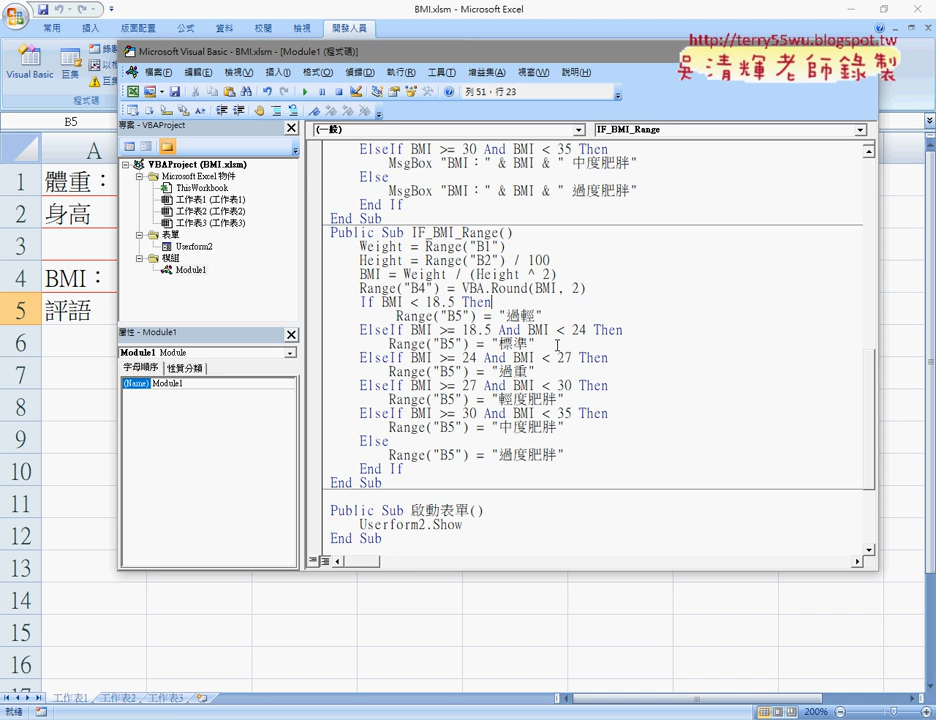 BMI.xlsm - Microsoft Excel
常用 插入 版面配置 公式 資料 校閱 檢視 開發人員
http://terry55wu.blogspot.tw
吳清輝老師錄製
Visual Basic 巨集
程式碼
Microsoft Visual Basic - BMI.xlsm - [Module1 (程式碼)]
檔案(F) 編輯(E) 檢視(V) 插入(I) 格式(O) 偵錯(D) 執行(R) 工具(T) 增益集(A) 視窗(W) 說明(H)
列 51，行 23
B5
專案 - VBAProject
VBAProject (BMI.xlsm)
Microsoft Excel 物件
ThisWorkbook
工作表1 (工作表1)
工作表2 (工作表2)
工作表3 (工作表3)
表單
Userform2
模組
Module1
屬性 - Module1
Module1 Module
字母順序 性質分類
(Name) Module1
(一般) IF_BMI_Range
ElseIf BMI >= 30 And BMI < 35 Then
MsgBox "BMI：" & BMI & " 中度肥胖"
Else
MsgBox "BMI：" & BMI & " 過度肥胖"
End If
End Sub
Public Sub IF_BMI_Range()
Weight = Range("B1")
Height = Range("B2") / 100
BMI = Weight / (Height ^ 2)
Range("B4") = VBA.Round(BMI, 2)
If BMI < 18.5 Then
Range("B5") = "過輕"
ElseIf BMI >= 18.5 And BMI < 24 Then
Range("B5") = "標準"
ElseIf BMI >= 24 And BMI < 27 Then
Range("B5") = "過重"
ElseIf BMI >= 27 And BMI < 30 Then
Range("B5") = "輕度肥胖"
ElseIf BMI >= 30 And BMI < 35 Then
Range("B5") = "中度肥胖"
Else
Range("B5") = "過度肥胖"
End If
End Sub
Public Sub 啟動表單()
Userform2.Show
End Sub
A
1 體重：
2 身高
3
4 BMI：
5 評語
6
7
8
9
10
11
12
13
14
15
16
工作表1 工作表2 工作表3
就緒 200%